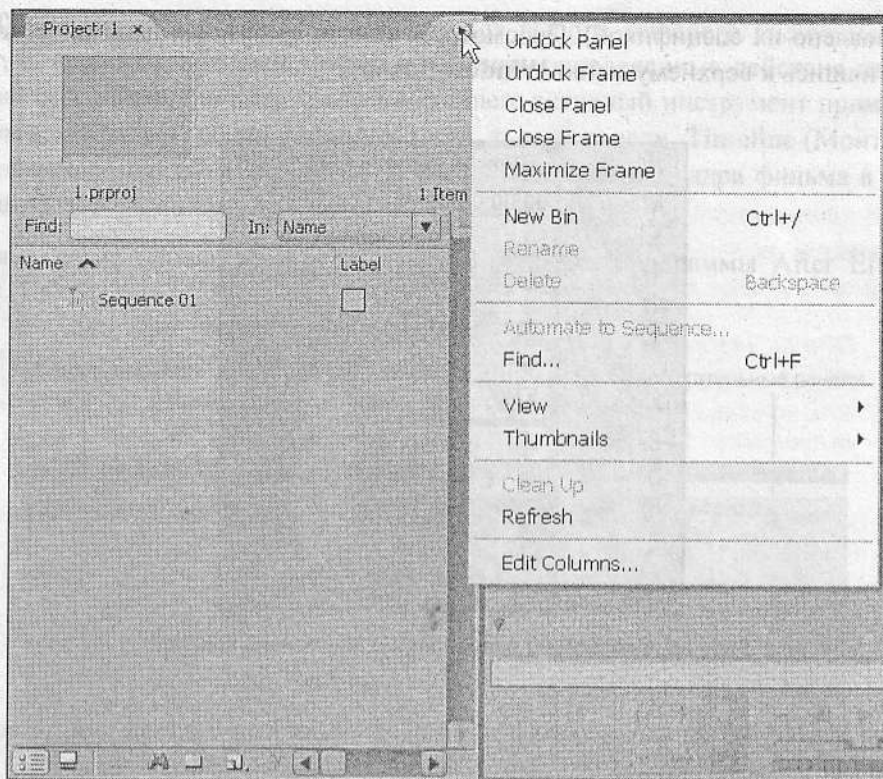 Project: 1 ×
1.prproj
1 Item
Find:
In: Name
Name
Label
Sequence 01
Undock Panel
Undock Frame
Close Panel
Close Frame
Maximize Frame
New Bin Ctrl+/
Rename
Delete Backspace
Automate to Sequence...
Find... Ctrl+F
View
Thumbnails
Clean Up
Refresh
Edit Columns...